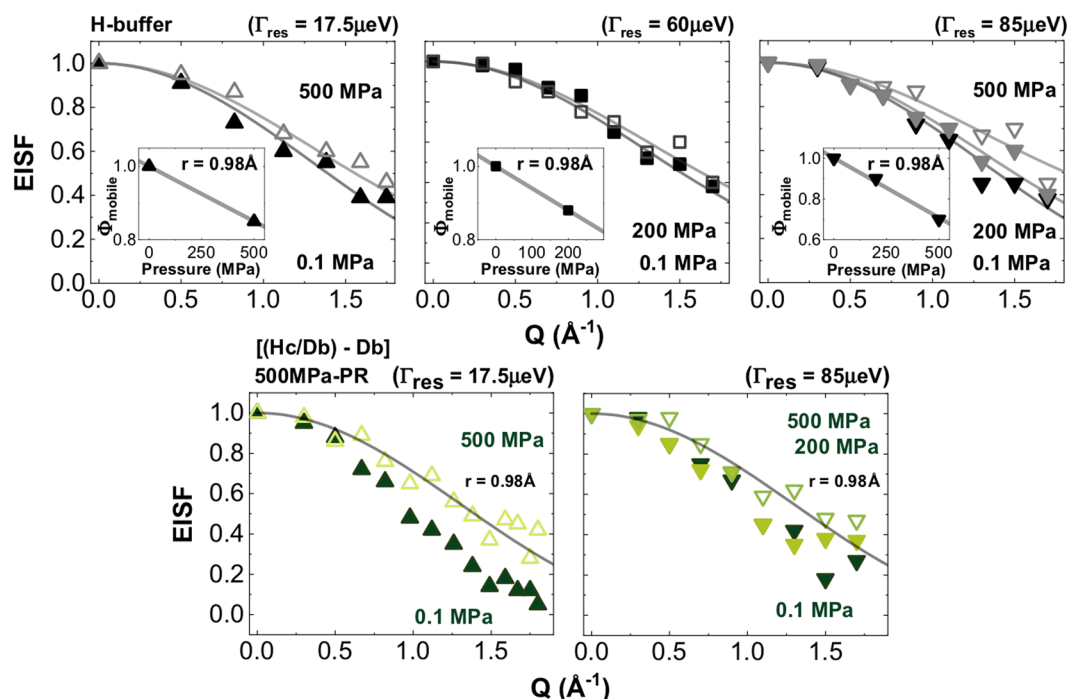 H-buffer (Γres = 17.5µeV) (Γres = 60µeV) (Γres = 85µeV)
EISF
1.0
0.8
0.6
0.4
0.2
0.0
500 MPa
Φmobile
1.0
0.8
r = 0.98Å
0 250 500
Pressure (MPa)
0.1 MPa
0.0 0.5 1.0 1.5
Φmobile
1.0
0.8
r = 0.98Å
0 100 200
Pressure (MPa)
200 MPa
0.1 MPa
0.0 0.5 1.0 1.5
500 MPa
Φmobile
1.0
0.8
0.6
0.4
r = 0.98Å
0 250 500
Pressure (MPa)
200 MPa
0.1 MPa
0.0 0.5 1.0 1.5
Q (Å-1)
[(Hc/Db) - Db]
500MPa-PR (Γres = 17.5µeV) (Γres = 85µeV)
EISF
1.0
0.8
0.6
0.4
0.2
0.0
500 MPa
r = 0.98Å
0.1 MPa
0.0 0.5 1.0 1.5
Q (Å-1)
500 MPa
200 MPa
r = 0.98Å
0.1 MPa
0.0 0.5 1.0 1.5
Q (Å-1)